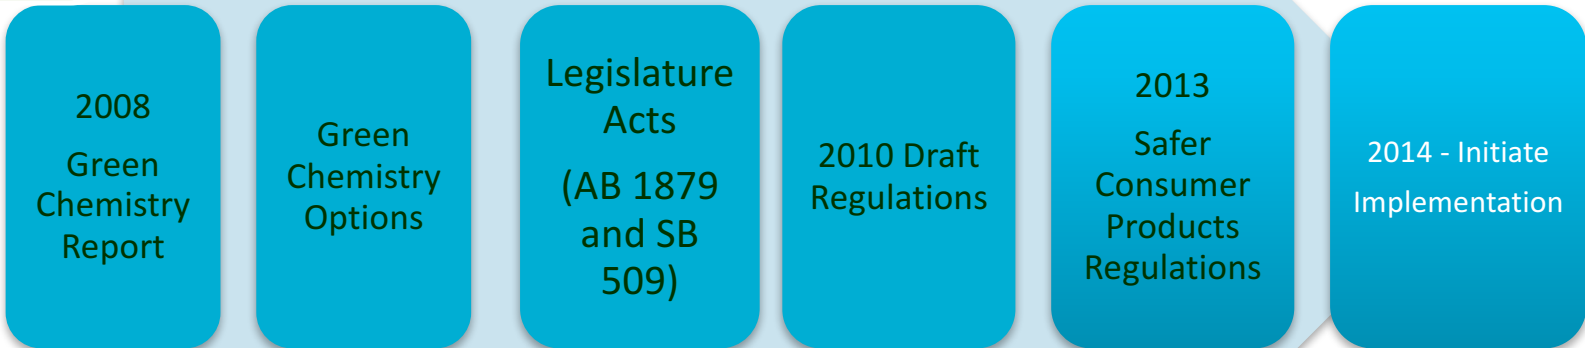 2008
Green
Chemistry
Report
Green
Chemistry
Options
Legislature
Acts
(AB 1879
and SB
509)
2010 Draft
Regulations
2013
Safer
Consumer
Products
Regulations
2014 - Initiate
Implementation